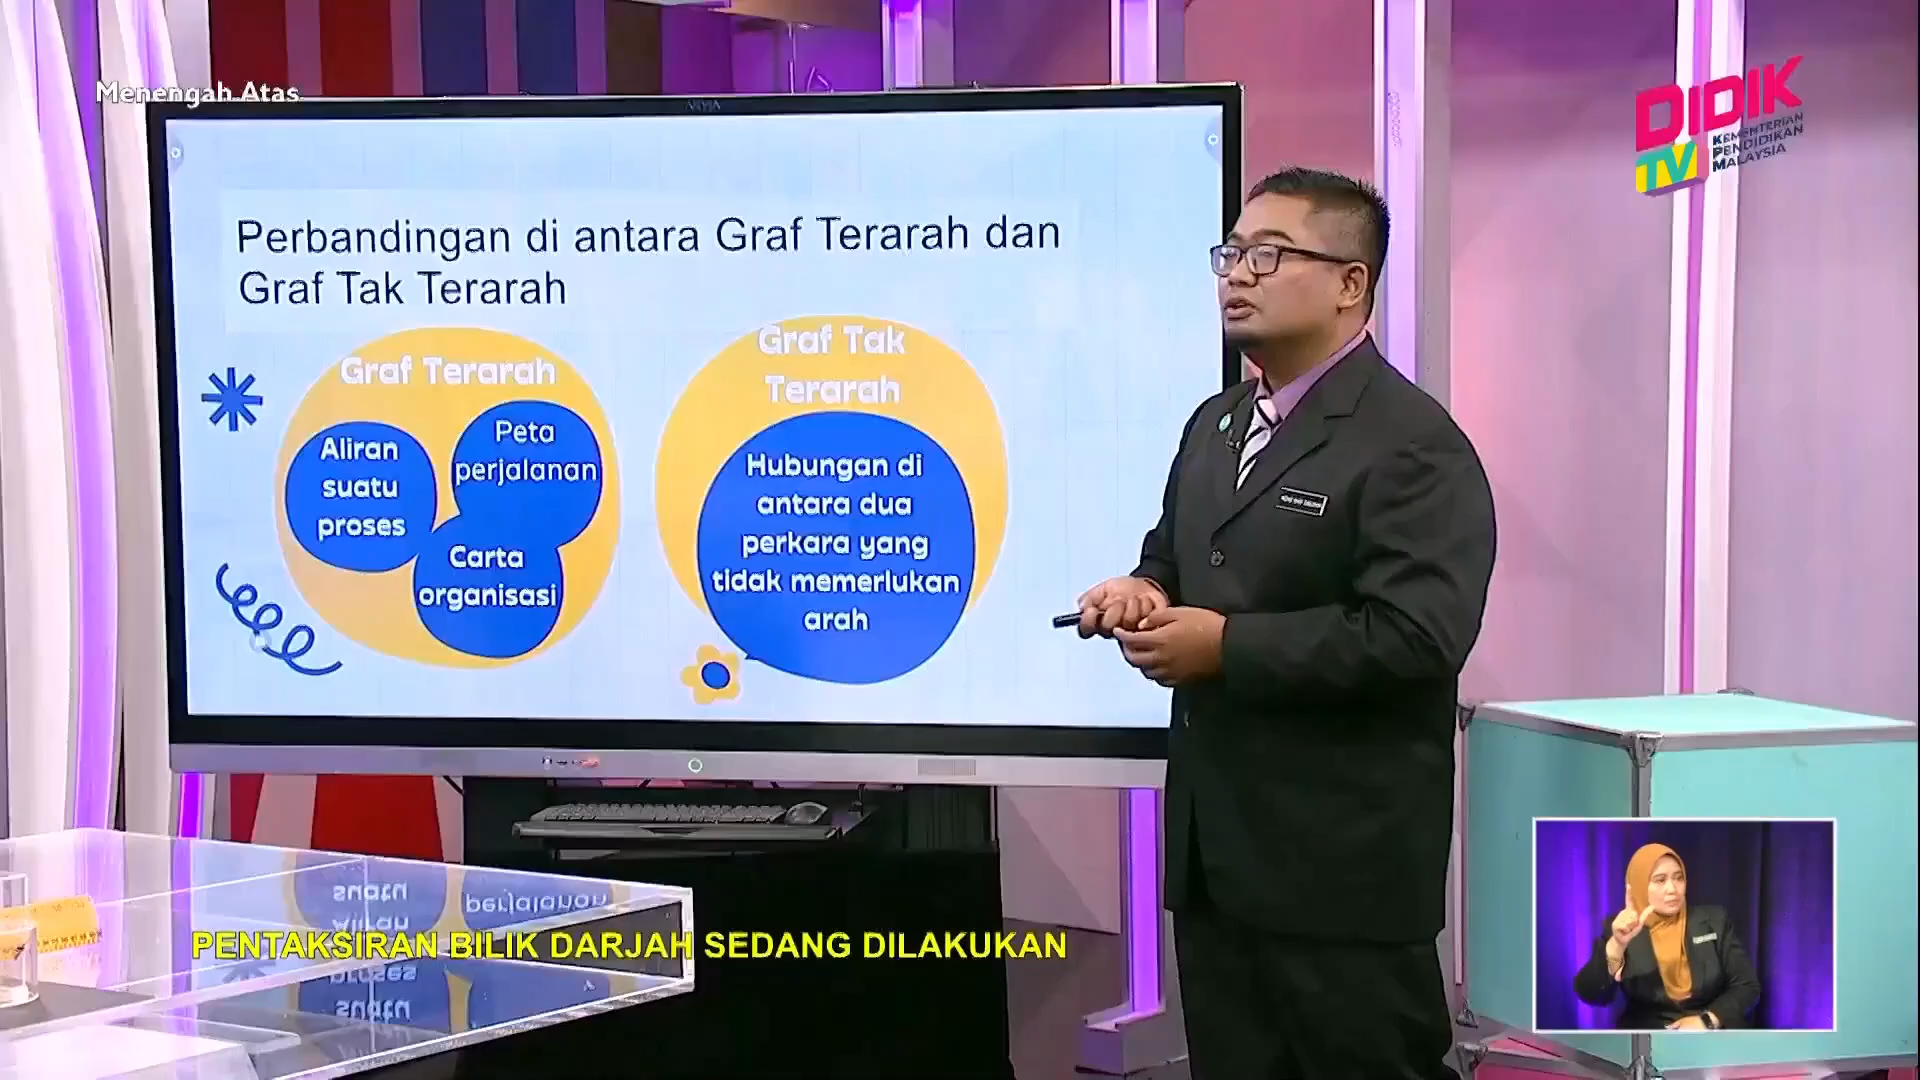 Menengah Atas
DIDIK
TV
KEMENTERIAN
PENDIDIKAN
MALAYSIA
Perbandingan di antara Graf Terarah dan
Graf Tak Terarah
Graf Terarah
Aliran
suatu
proses
Peta
perjalanan
Carta
organisasi
Graf Tak
Terarah
Hubungan di
antara dua
perkara yang
tidak memerlukan
arah
PENTAKSIRAN BILIK DARJAH SEDANG DILAKUKAN